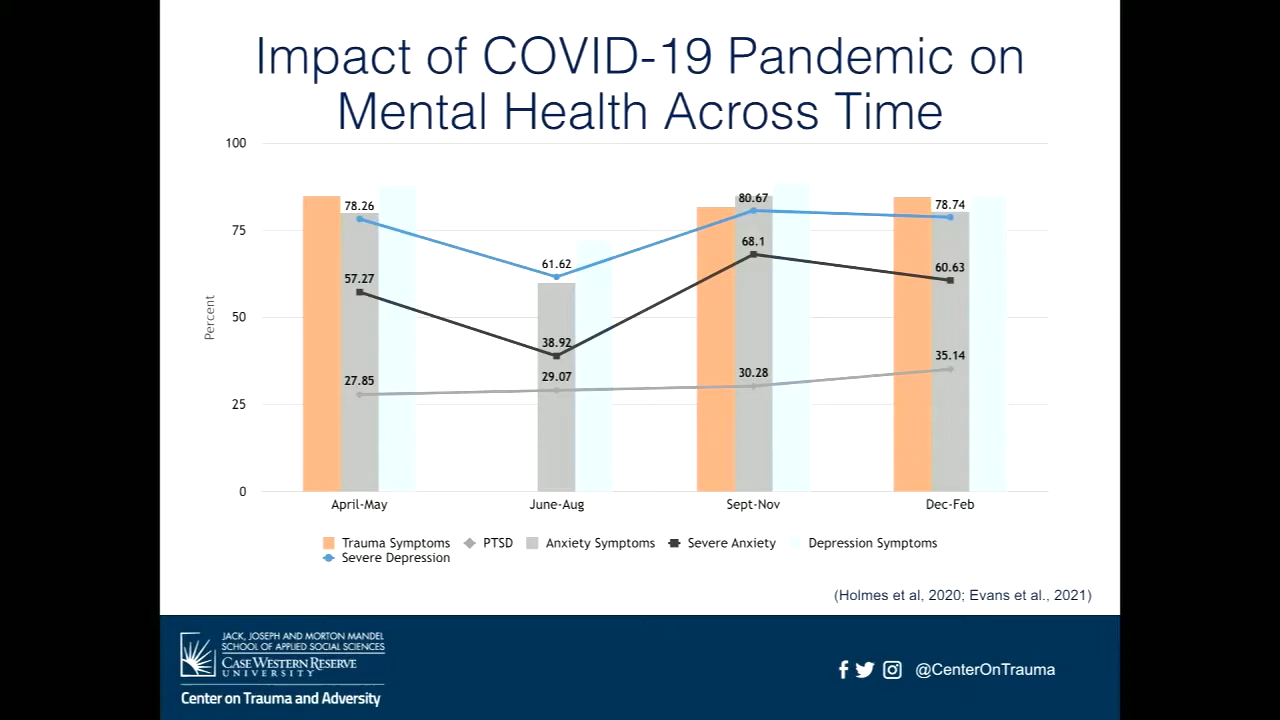 Impact of COVID-19 Pandemic on
Mental Health Across Time
100
75
50
25
0
Percent
78.26
57.27
27.85
61.62
38.92
29.07
80.67
68.1
30.28
78.74
60.63
35.14
April-May
June-Aug
Sept-Nov
Dec-Feb
Trauma Symptoms
PTSD
Anxiety Symptoms
Severe Anxiety
Depression Symptoms
Severe Depression
(Holmes et al, 2020; Evans et al., 2021)
JACK, JOSEPH AND MORTON MANDEL
SCHOOL OF APPLIED SOCIAL SCIENCES
CASE WESTERN RESERVE
UNIVERSITY
Center on Trauma and Adversity
@CenterOnTrauma